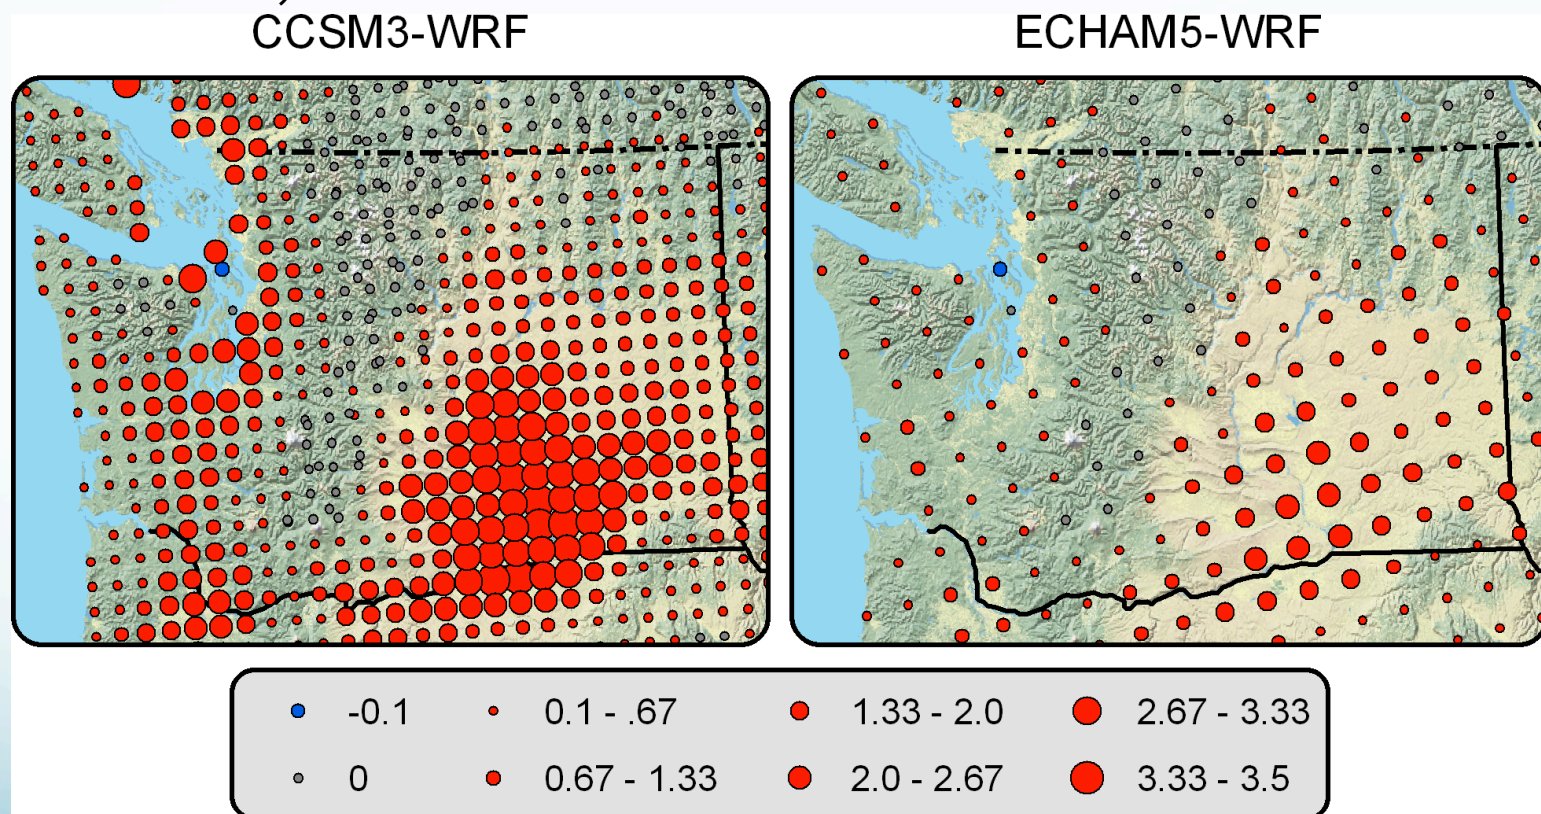 CCSM3-WRF
ECHAM5-WRF
-0.1
0.1 - .67
1.33 - 2.0
2.67 - 3.33
0
0.67 - 1.33
2.0 - 2.67
3.33 - 3.5